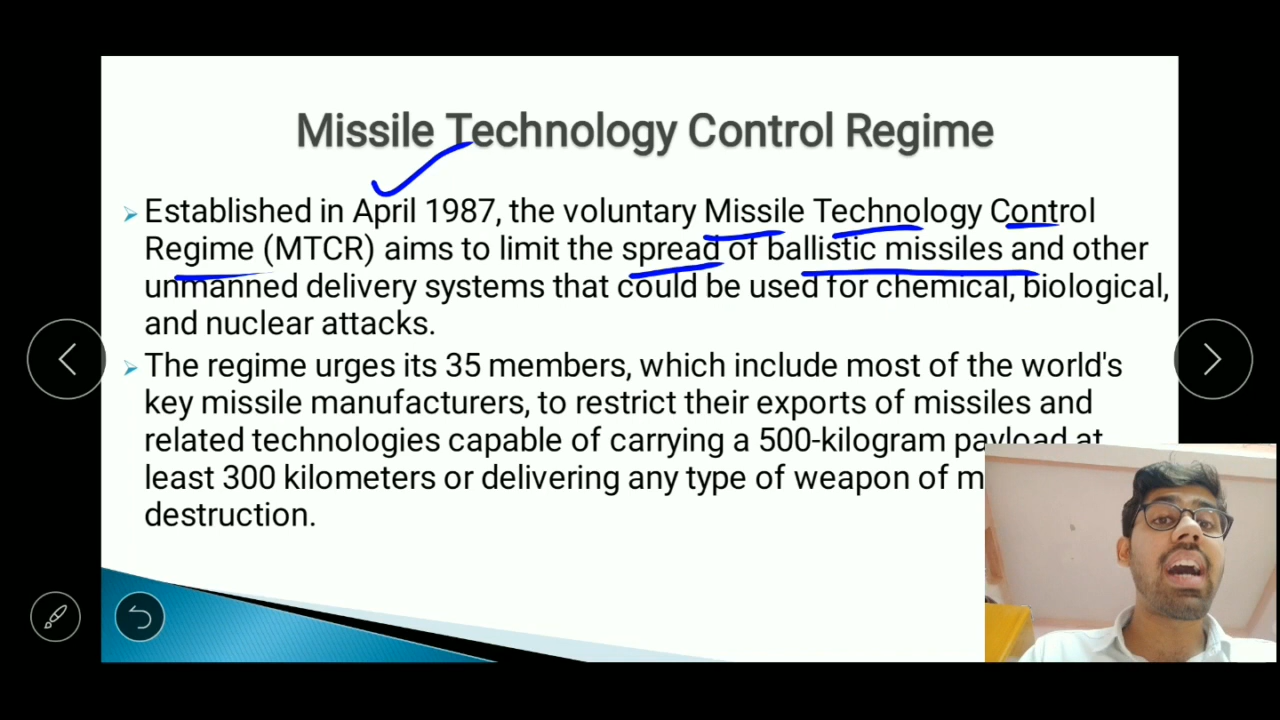 Missile Technology Control Regime
Established in April 1987, the voluntary Missile Technology Control
Regime (MTCR) aims to limit the spread of ballistic missiles and other
unmanned delivery systems that could be used for chemical, biological,
and nuclear attacks.
The regime urges its 35 members, which include most of the world's
key missile manufacturers, to restrict their exports of missiles and
related technologies capable of carrying a 500-kilogram payload at
least 300 kilometers or delivering any type of weapon of
destruction.